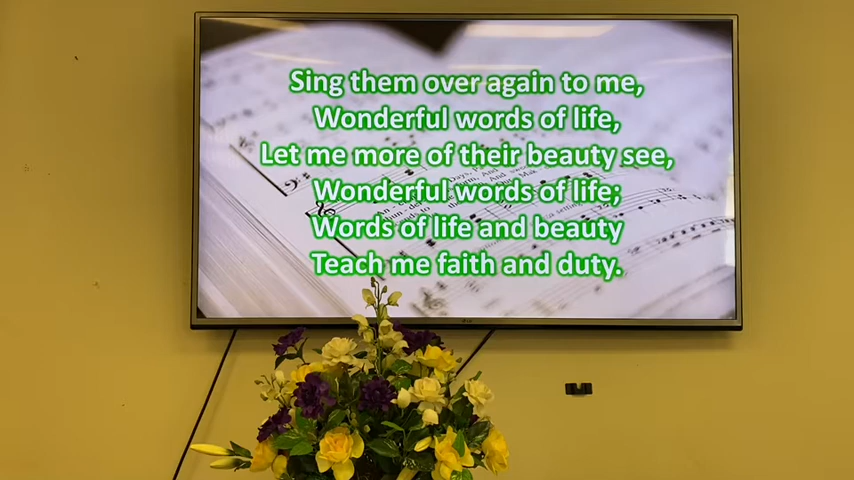 Sing them over again to me,
Wonderful words of life,
Let me more of their beauty see,
Wonderful words of life;
Words of life and beauty
Teach me faith and duty.